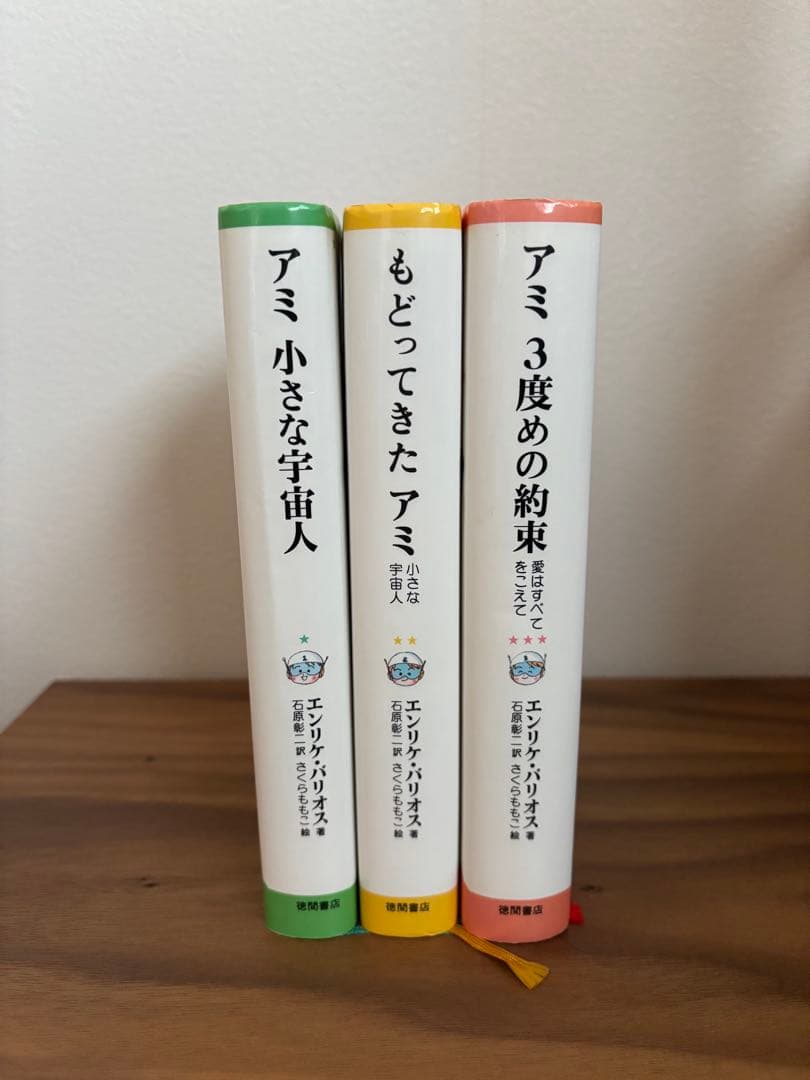 アミ 小さな宇宙人
エンリケ・バリオス 著
石原彰二 訳 さくらももこ 絵
徳間書店
もどってきた アミ
小さな
宇宙人
エンリケ・バリオス 著
石原彰二 訳 さくらももこ 絵
徳間書店
アミ 3度めの約束
愛はすべて
をこえて
エンリケ・バリオス 著
石原彰二 訳 さくらももこ 絵
徳間書店